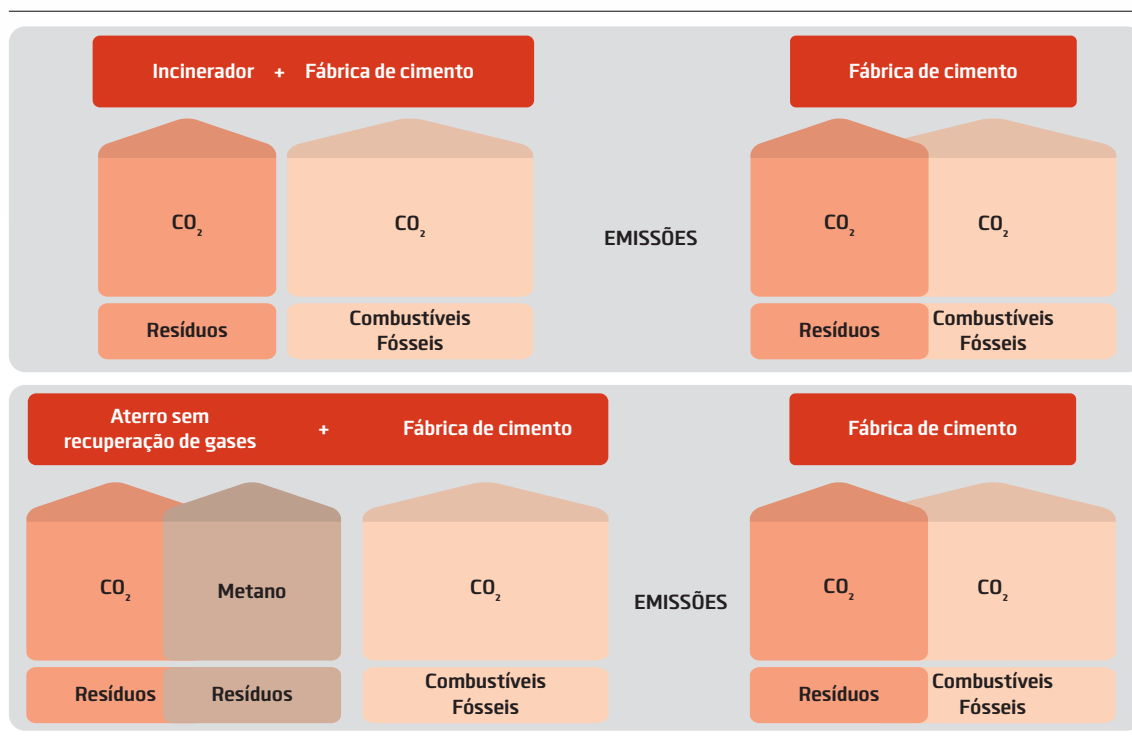 Incinerador + Fábrica de cimento
Fábrica de cimento
CO₂
CO₂
EMISSÕES
CO₂
CO₂
Resíduos
Combustíveis
Fósseis
Resíduos
Combustíveis
Fósseis
Aterro sem
recuperação de gases
+
Fábrica de cimento
Fábrica de cimento
CO₂
Metano
CO₂
EMISSÕES
CO₂
CO₂
Resíduos
Resíduos
Combustíveis
Fósseis
Resíduos
Combustíveis
Fósseis